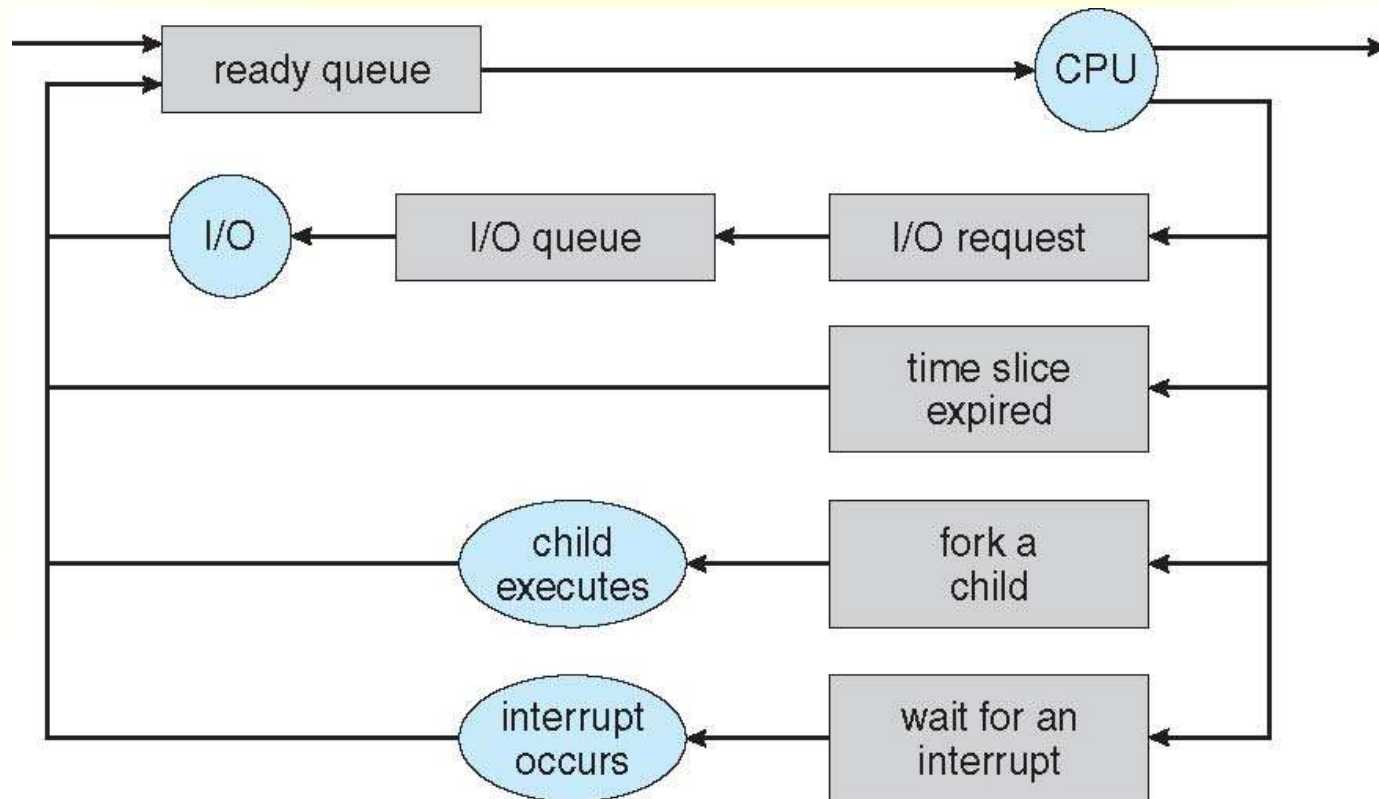 ready queue
CPU
I/O
I/O queue
I/O request
time slice
expired
child
executes
fork a
child
interrupt
occurs
wait for an
interrupt